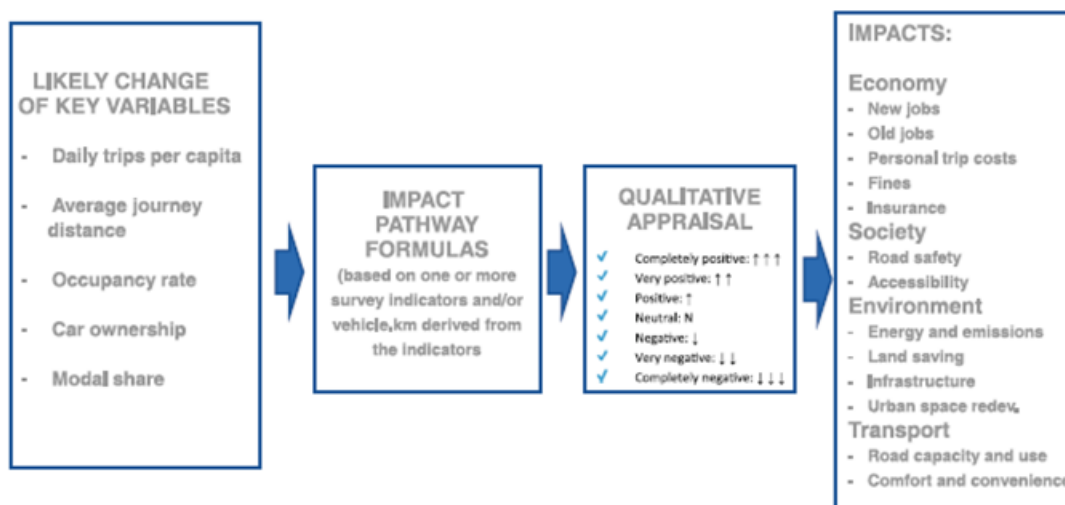 LIKELY CHANGE
OF KEY VARIABLES
- Daily trips per capita
- Average journey
distance
- Occupancy rate
- Car ownership
- Modal share
IMPACT
PATHWAY
FORMULAS
(based on one or more
survey indicators and/or
vehicle,km derived from
the indicators
QUALITATIVE
APPRAISAL
✓ Completely positive: ↑ ↑ ↑
✓ Very positive: ↑ ↑
✓ Positive: ↑
✓ Neutral: N
✓ Negative: ↓
✓ Very negative: ↓ ↓
✓ Completely negative: ↓ ↓ ↓
IMPACTS:
Economy
- New jobs
- Old jobs
- Personal trip costs
- Fines
- Insurance
Society
- Road safety
- Accessibility
Environment
- Energy and emissions
- Land saving
- Infrastructure
- Urban space redev.
Transport
- Road capacity and use
- Comfort and convenience